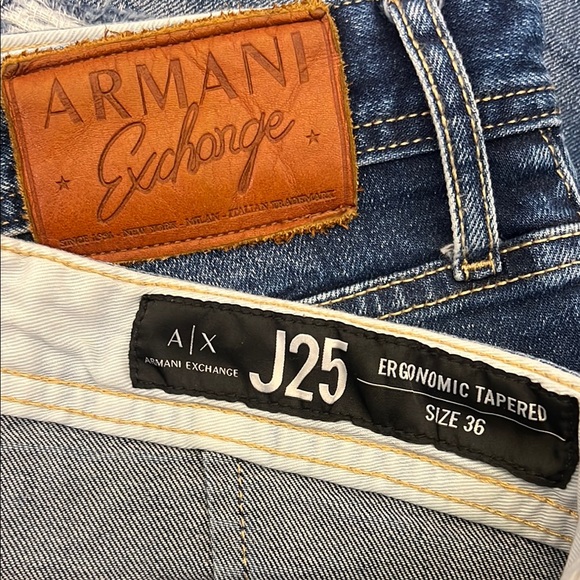 ARMANI
Exchange
SINCE 1991 - NEW YORK - MILAN - ITALIAN TRADEMARK
A|X
ARMANI EXCHANGE
J25
ERGONOMIC TAPERED
SIZE 36